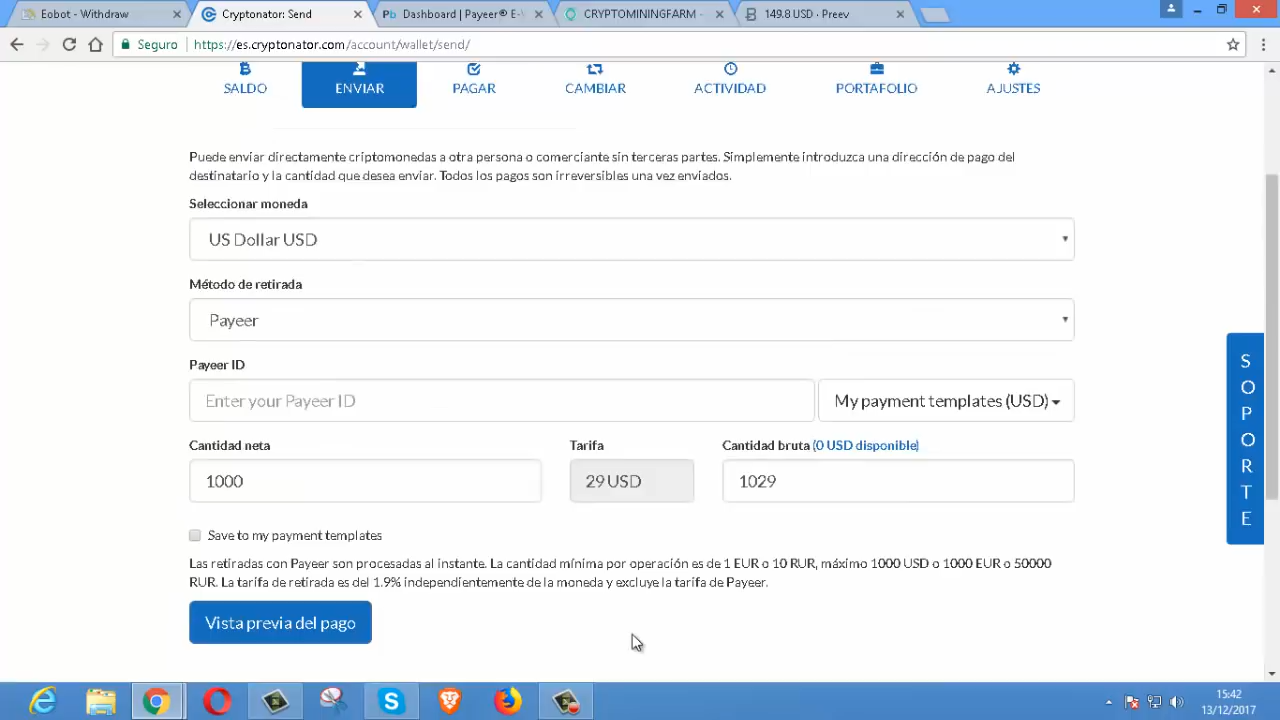 Eobot - Withdraw
Cryptonator: Send
Dashboard | Payeer® E-W
CRYPTOMININGFARM -
149.8 USD · Preev
Seguro
https://es.cryptonator.com/account/wallet/send/
SALDO
ENVIAR
PAGAR
CAMBIAR
ACTIVIDAD
PORTAFOLIO
AJUSTES
Puede enviar directamente criptomonedas a otra persona o comerciante sin terceras partes. Simplemente introduzca una dirección de pago del
destinatario y la cantidad que desea enviar. Todos los pagos son irreversibles una vez enviados.
Seleccionar moneda
US Dollar USD
Método de retirada
Payeer
Payeer ID
Enter your Payeer ID
My payment templates (USD)
Cantidad neta
Tarifa
Cantidad bruta (0 USD disponible)
1000
29 USD
1029
Save to my payment templates
Las retiradas con Payeer son procesadas al instante. La cantidad mínima por operación es de 1 EUR o 10 RUR, máximo 1000 USD o 1000 EUR o 50000
RUR. La tarifa de retirada es del 1.9% independientemente de la moneda y excluye la tarifa de Payeer.
Vista previa del pago
SOPORTE
15:42
13/12/2017